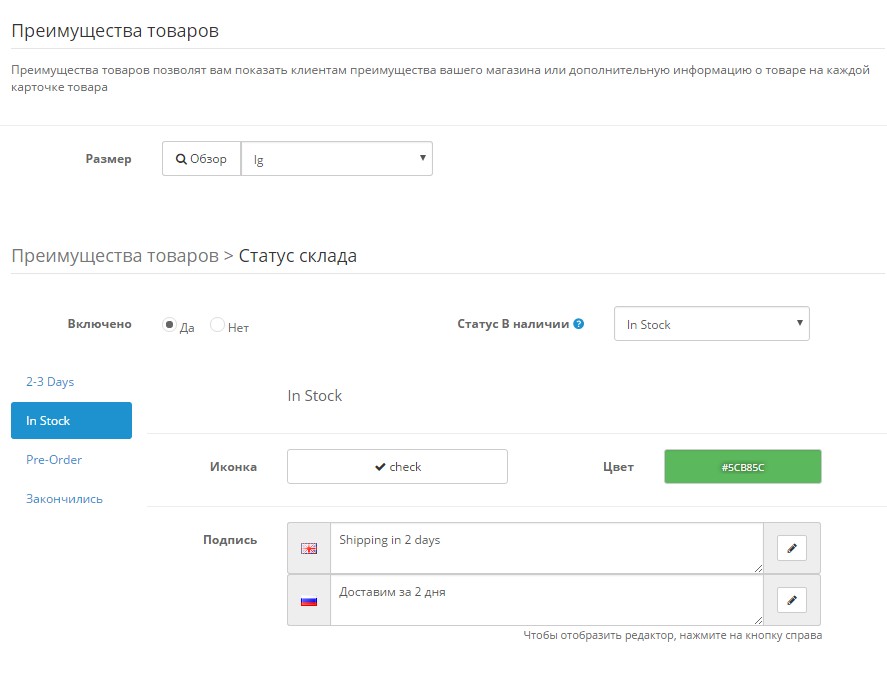 Преимущества товаров
Преимущества товаров позволят вам показать клиентам преимущества вашего магазина или дополнительную информацию о товаре на каждой
карточке товара
Размер Обзор lg
Преимущества товаров > Статус склада
Включено Да Нет Статус В наличии ? In Stock
2-3 Days
In Stock
In Stock
Pre-Order
Иконка check Цвет #5CB85C
Закончились
Подпись Shipping in 2 days
Доставим за 2 дня
Чтобы отобразить редактор, нажмите на кнопку справа